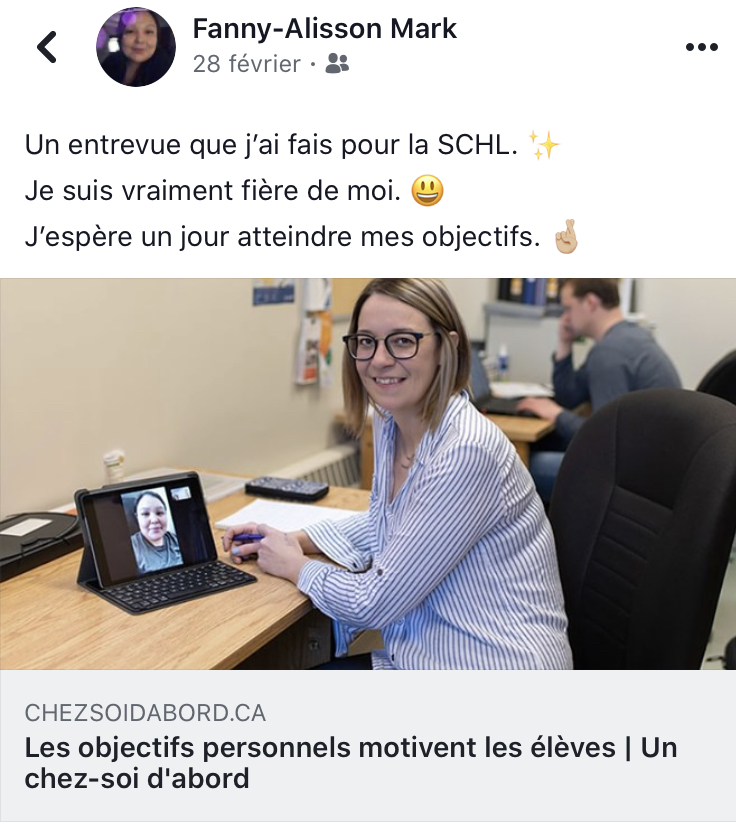 Fanny-Alisson Mark
28 février ·
Un entrevue que j’ai fais pour la SCHL. ✨
Je suis vraiment fière de moi. 😃
J’espère un jour atteindre mes objectifs. 🤞🏼
CHEZSOIDABORD.CA
Les objectifs personnels motivent les élèves | Un
chez-soi d'abord